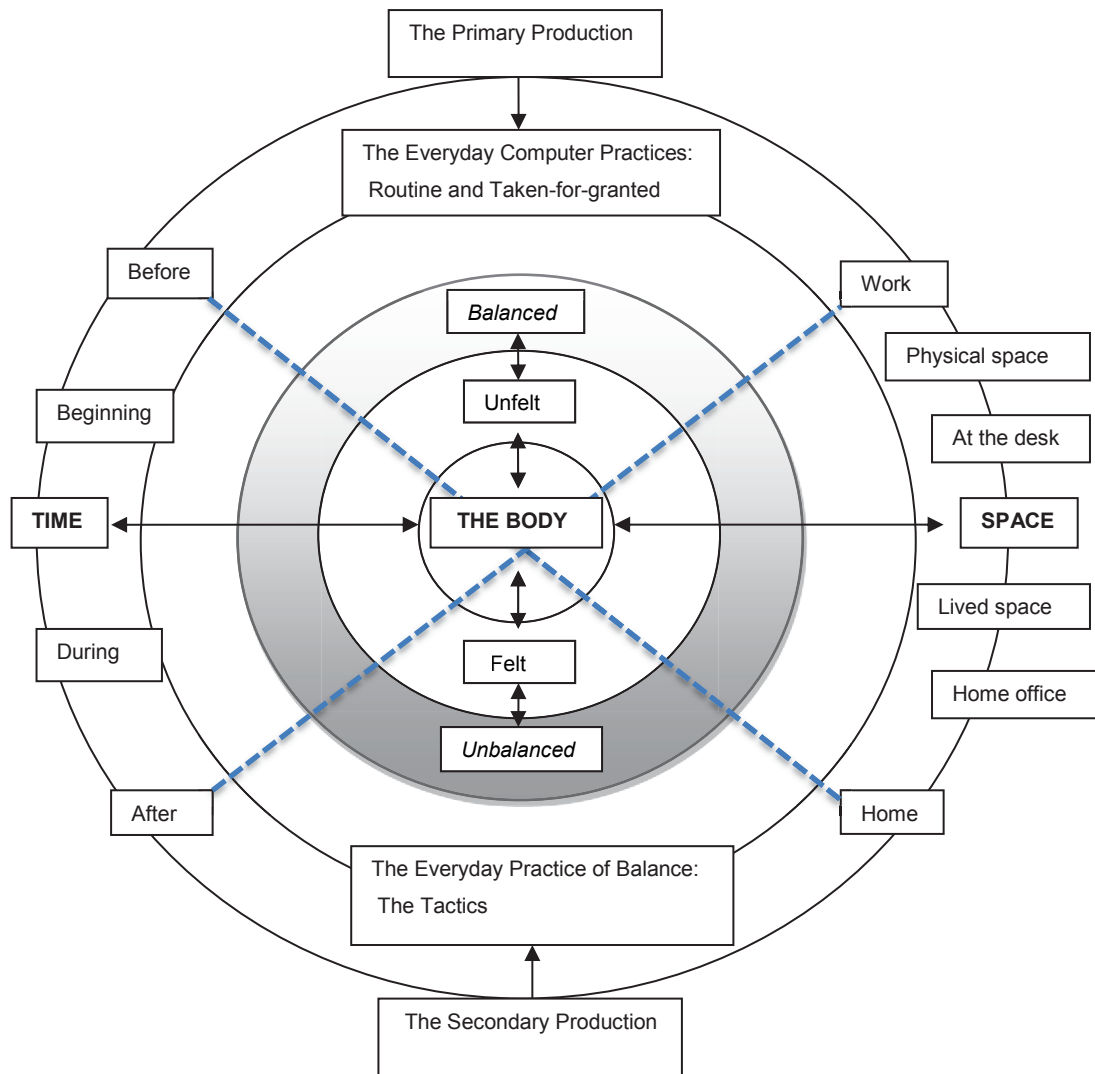 The Primary Production
The Everyday Computer Practices:
Routine and Taken-for-granted
Before
Work
Balanced
Physical space
Unfelt
Beginning
At the desk
TIME
THE BODY
SPACE
Lived space
During
Felt
Home office
Unbalanced
After
Home
The Everyday Practice of Balance:
The Tactics
The Secondary Production